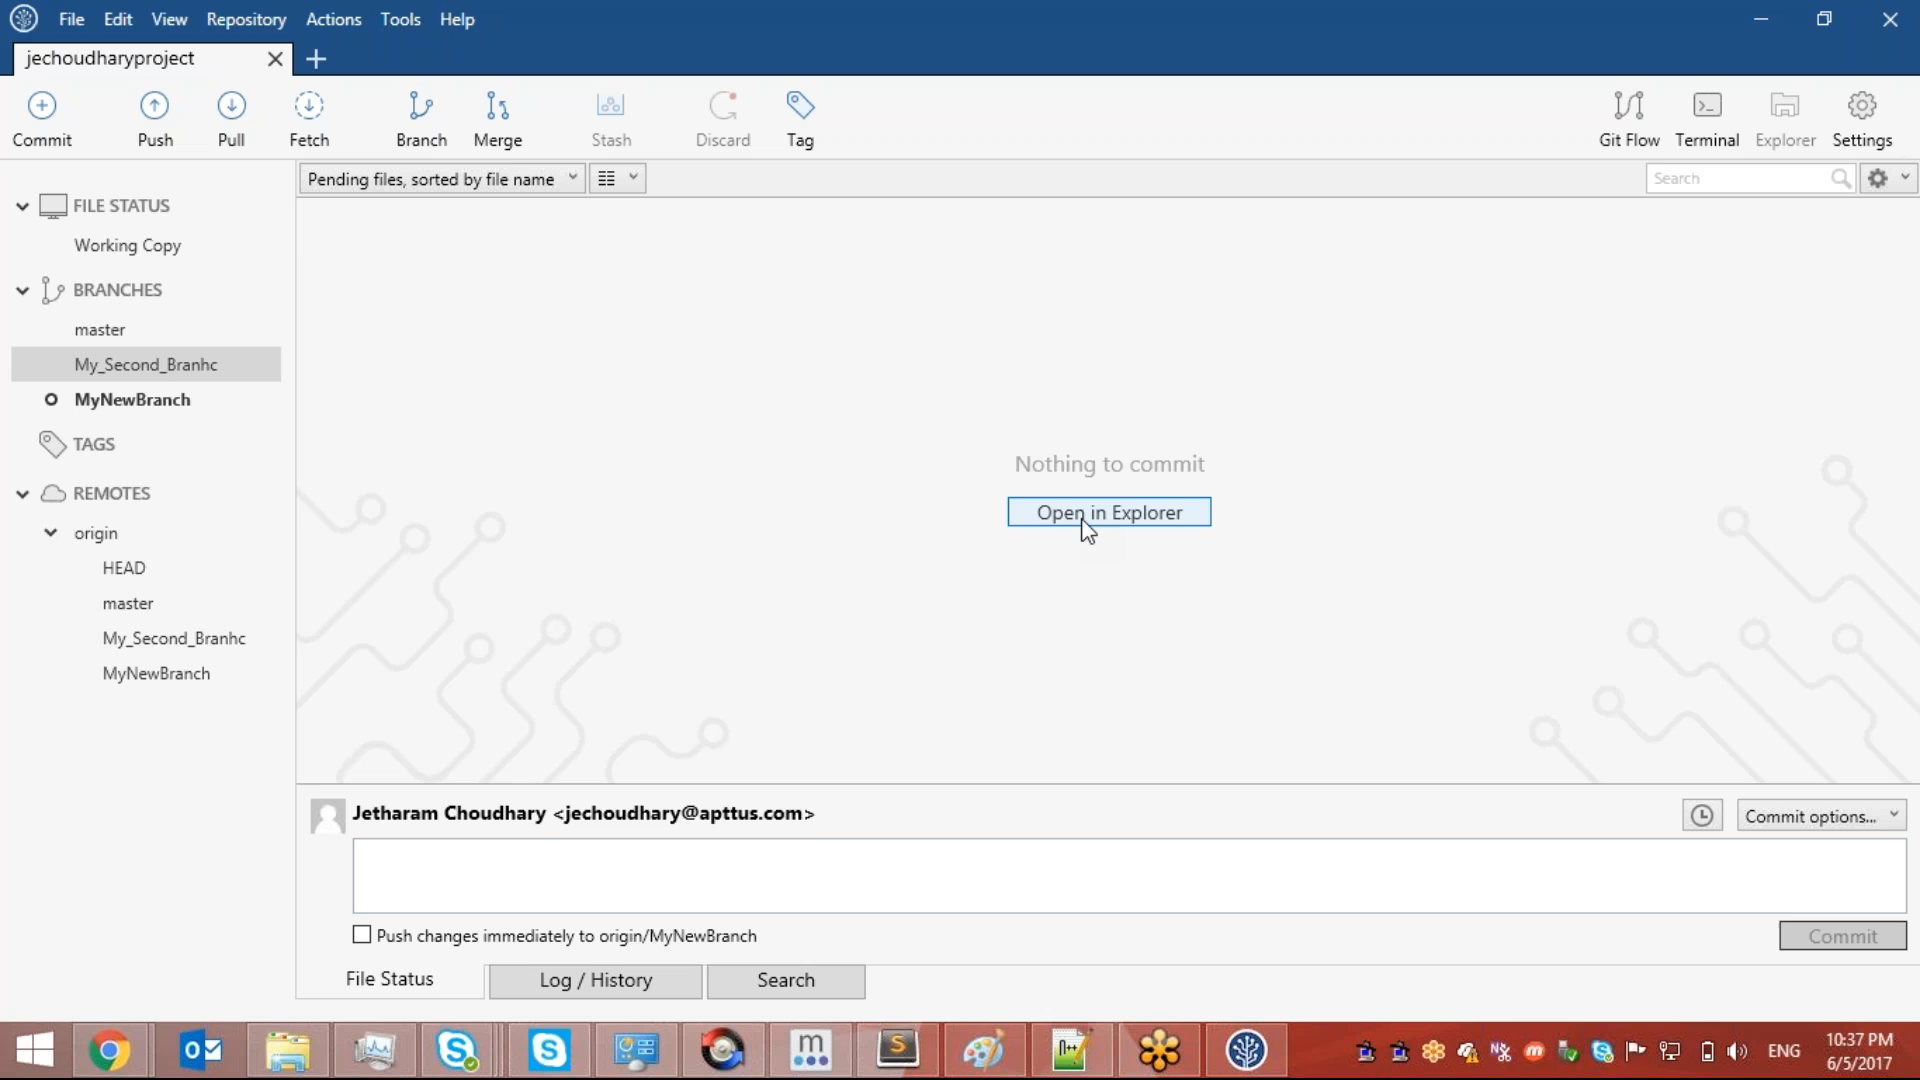 File Edit View Repository Actions Tools Help
jechoudharyproject
Commit Push Pull Fetch Branch Merge Stash Discard Tag Git Flow Terminal Explorer Settings
Pending files, sorted by file name
Search
FILE STATUS
Working Copy
BRANCHES
master
My_Second_Branhc
MyNewBranch
TAGS
REMOTES
origin
HEAD
master
My_Second_Branhc
MyNewBranch
Nothing to commit
Open in Explorer
Jetharam Choudhary <jechoudhary@apttus.com>
Commit options...
Push changes immediately to origin/MyNewBranch
Commit
File Status Log / History Search
ENG
10:37 PM
6/5/2017